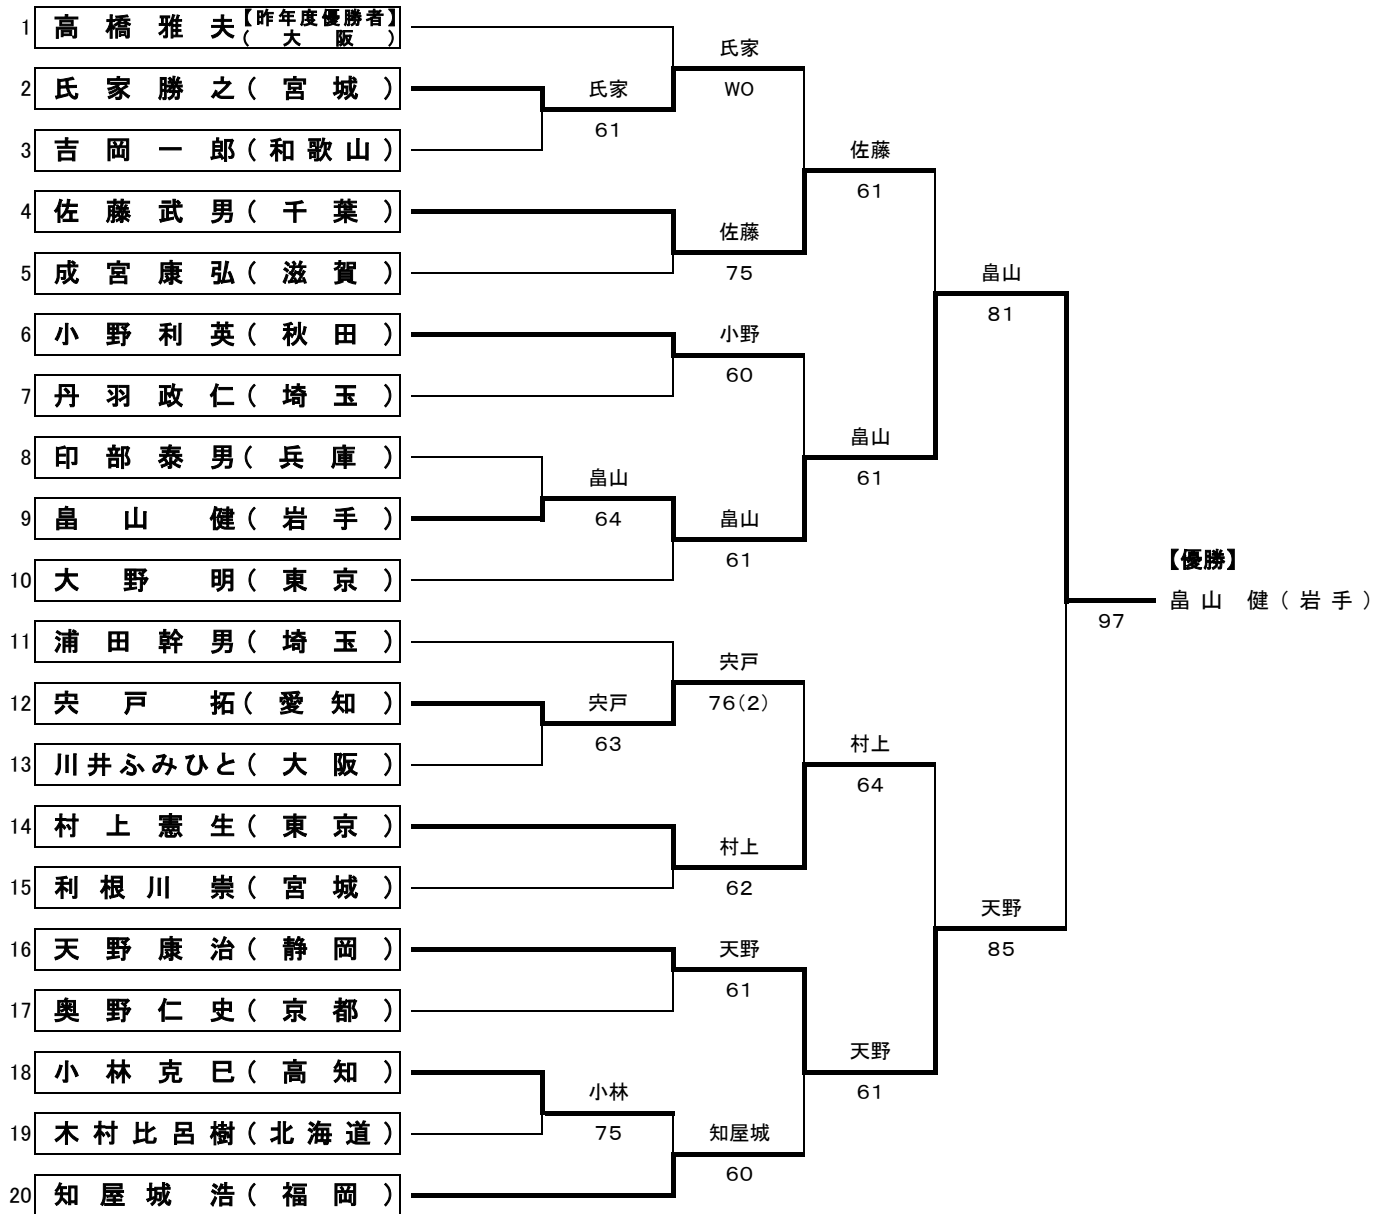 1 高橋雅夫【昨年度優勝者】(大阪)
氏家
2 氏家勝之(宮城)
氏家
WO
61
3 吉岡一郎(和歌山)
佐藤
61
4 佐藤武男(千葉)
佐藤
5 成宮康弘(滋賀)
75
畠山
81
6 小野利英(秋田)
小野
60
7 丹羽政仁(埼玉)
畠山
8 印部泰男(兵庫)
畠山
61
9 畠山健(岩手)
64
畠山
61
【優勝】
10 大野明(東京)
畠山 健(岩手)
97
11 浦田幹男(埼玉)
宍戸
12 宍戸拓(愛知)
宍戸
76(2)
63
村上
13 川井ふみひと(大阪)
64
14 村上憲生(東京)
村上
15 利根川崇(宮城)
62
天野
16 天野康治(静岡)
天野
85
61
17 奥野仁史(京都)
天野
18 小林克巳(高知)
小林
61
19 木村比呂樹(北海道)
75
知屋城
60
20 知屋城浩(福岡)